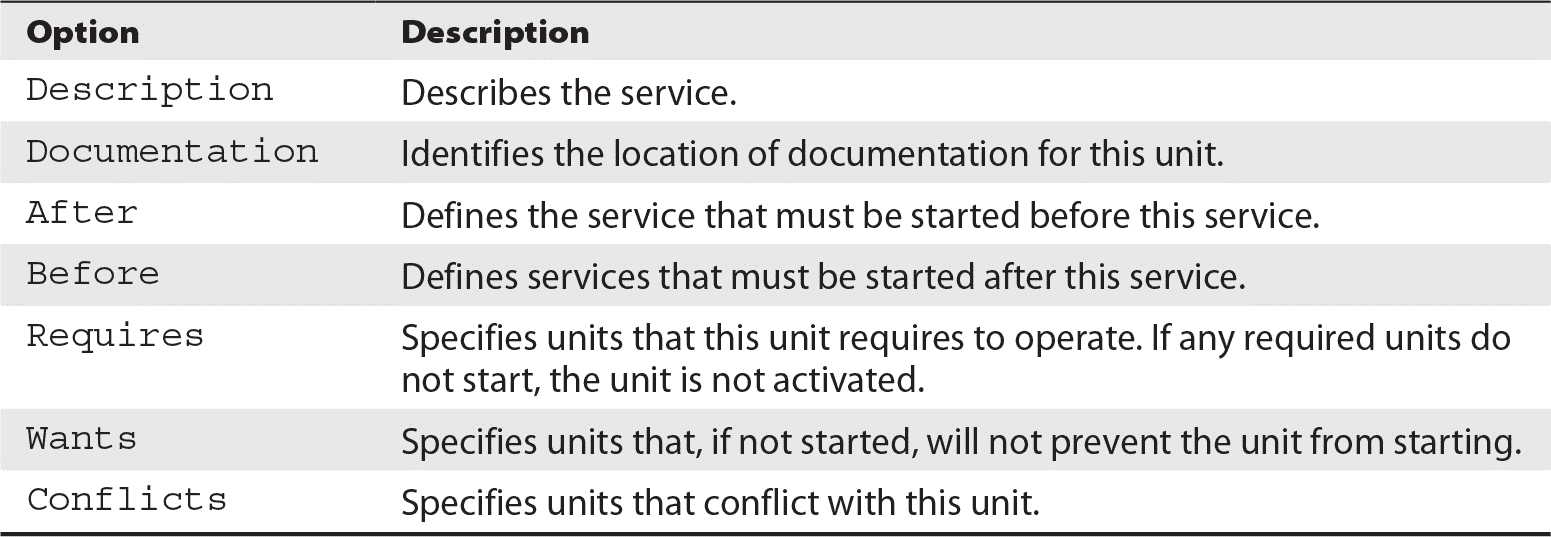 Option Description
Description Describes the service.
Documentation Identifies the location of documentation for this unit.
After Defines the service that must be started before this service.
Before Defines services that must be started after this service.
Requires Specifies units that this unit requires to operate. If any required units do
not start, the unit is not activated.
Wants Specifies units that, if not started, will not prevent the unit from starting.
Conflicts Specifies units that conflict with this unit.